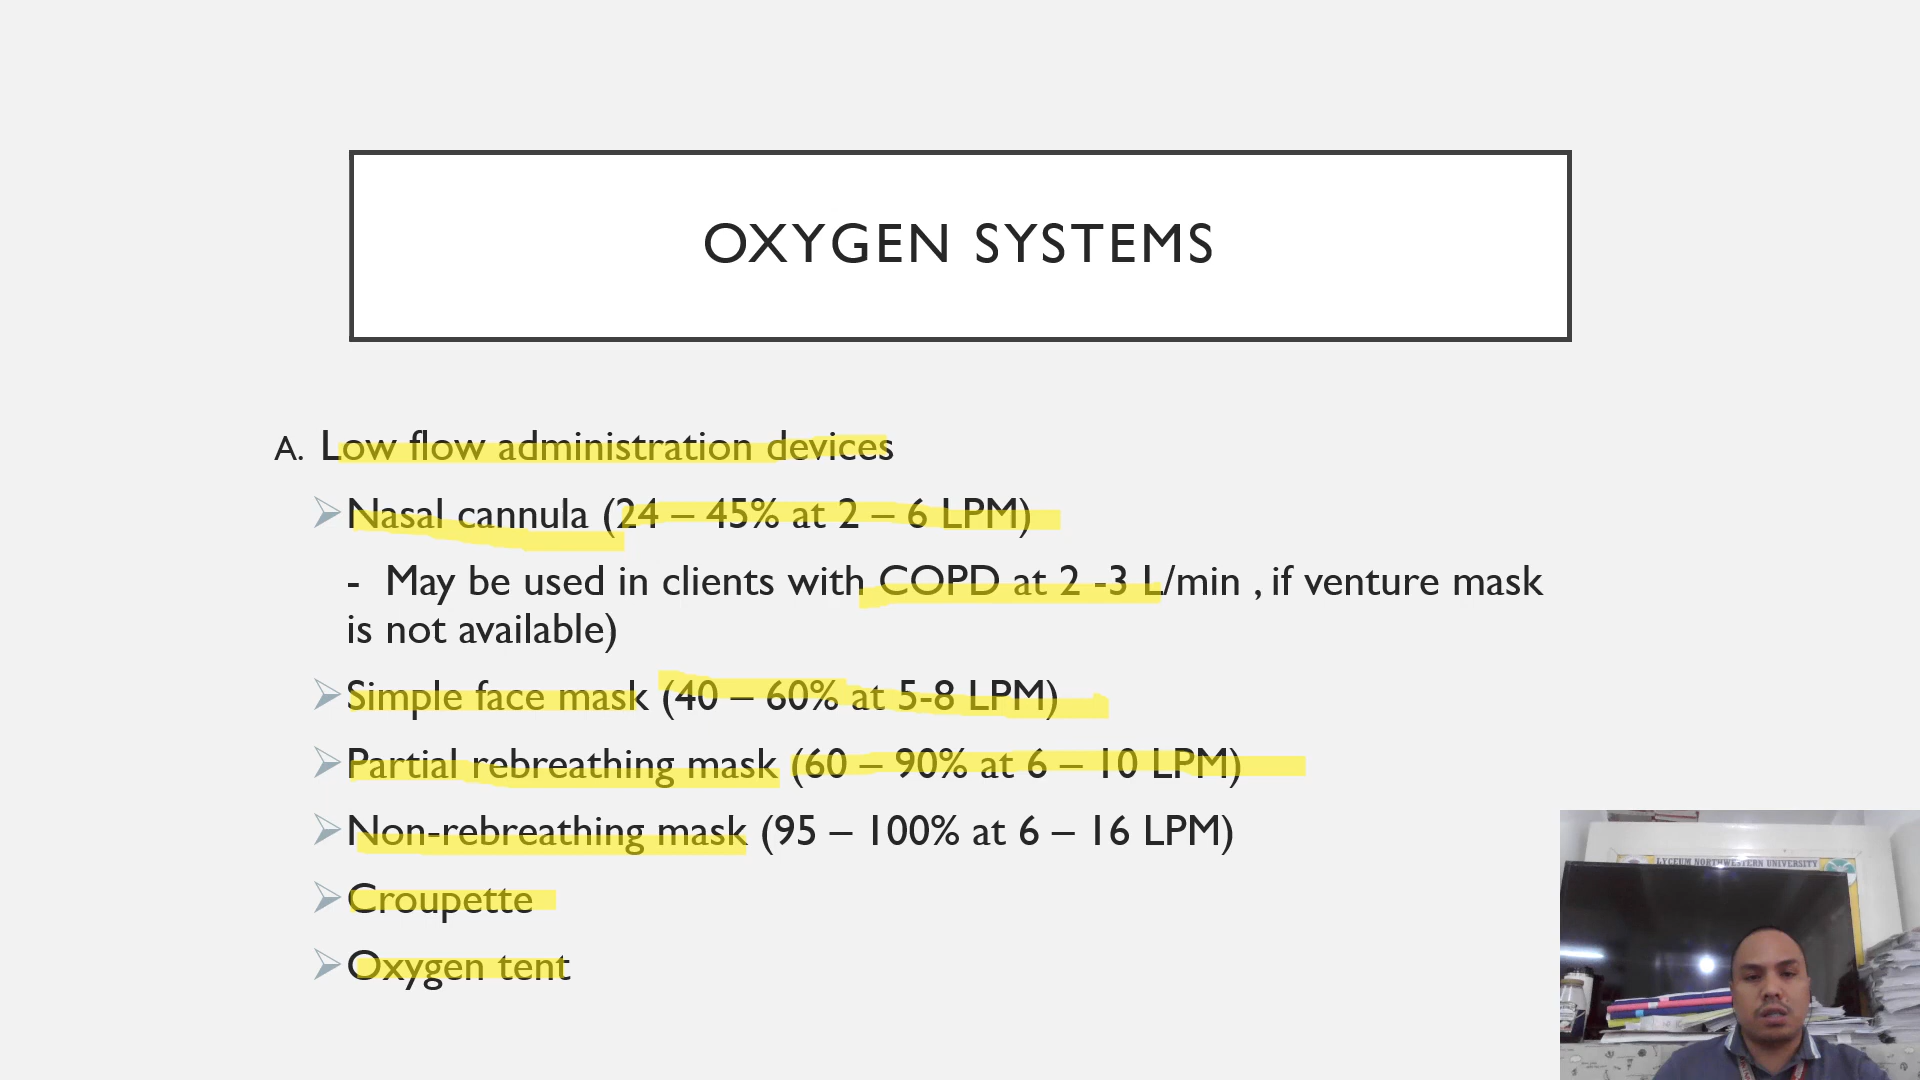 OXYGEN SYSTEMS
A. Low flow administration devices
➢ Nasal cannula (24 – 45% at 2 – 6 LPM)
- May be used in clients with COPD at 2 -3 L/min , if venture mask
is not available)
➢ Simple face mask (40 – 60% at 5-8 LPM)
➢ Partial rebreathing mask (60 – 90% at 6 – 10 LPM)
➢ Non-rebreathing mask (95 – 100% at 6 – 16 LPM)
➢ Croupette
➢ Oxygen tent
LYCEUM NORTHWESTERN UNIVERSITY